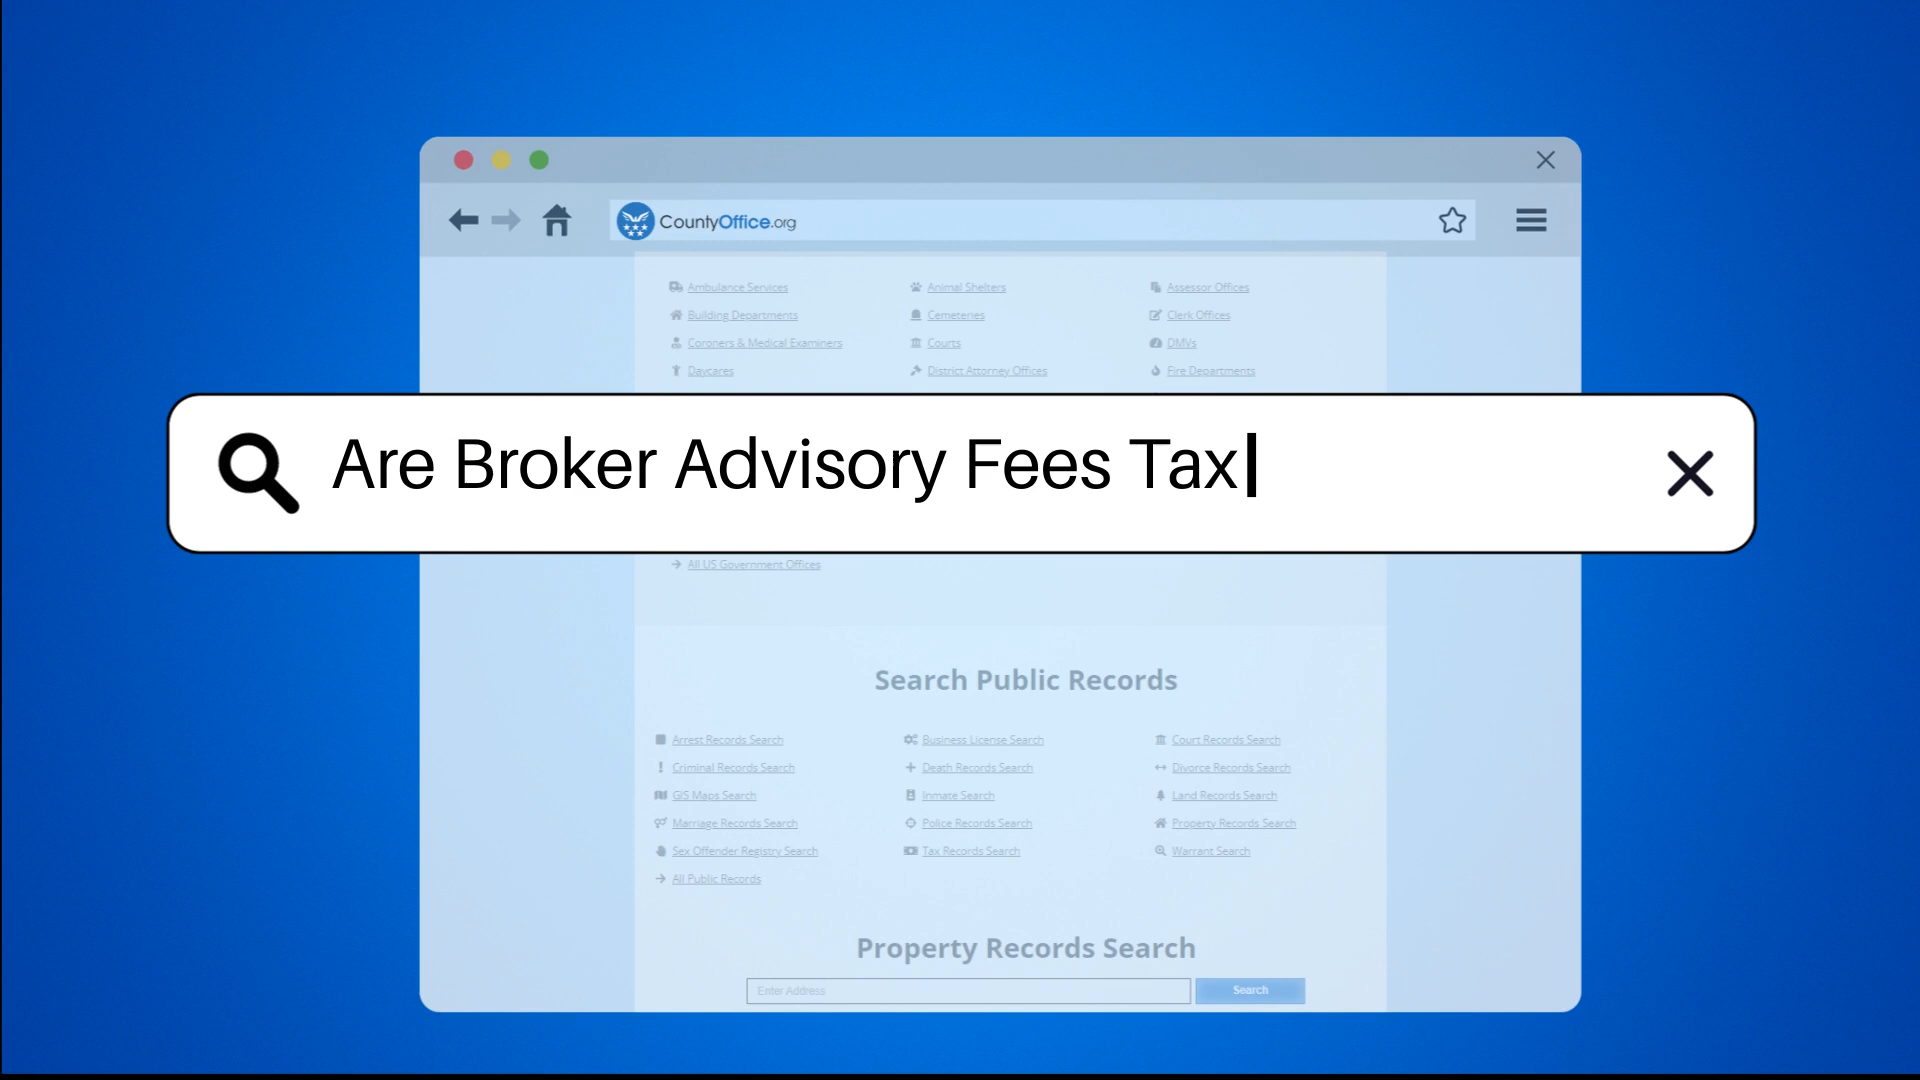 CountyOffice.org
Ambulance Services Animal Shelters Assessor Offices
Building Departments Cemeteries Clerk Offices
Coroners & Medical Examiners Courts DMVs
Daycares District Attorney Offices Fire Departments
Are Broker Advisory Fees Tax
All US Government Offices
Search Public Records
Arrest Records Search Business License Search Court Records Search
Criminal Records Search Death Records Search Divorce Records Search
GIS Maps Search Inmate Search Land Records Search
Marriage Records Search Police Records Search Property Records Search
Sex Offender Registry Search Tax Records Search Warrant Search
All Public Records
Property Records Search
Enter Address Search